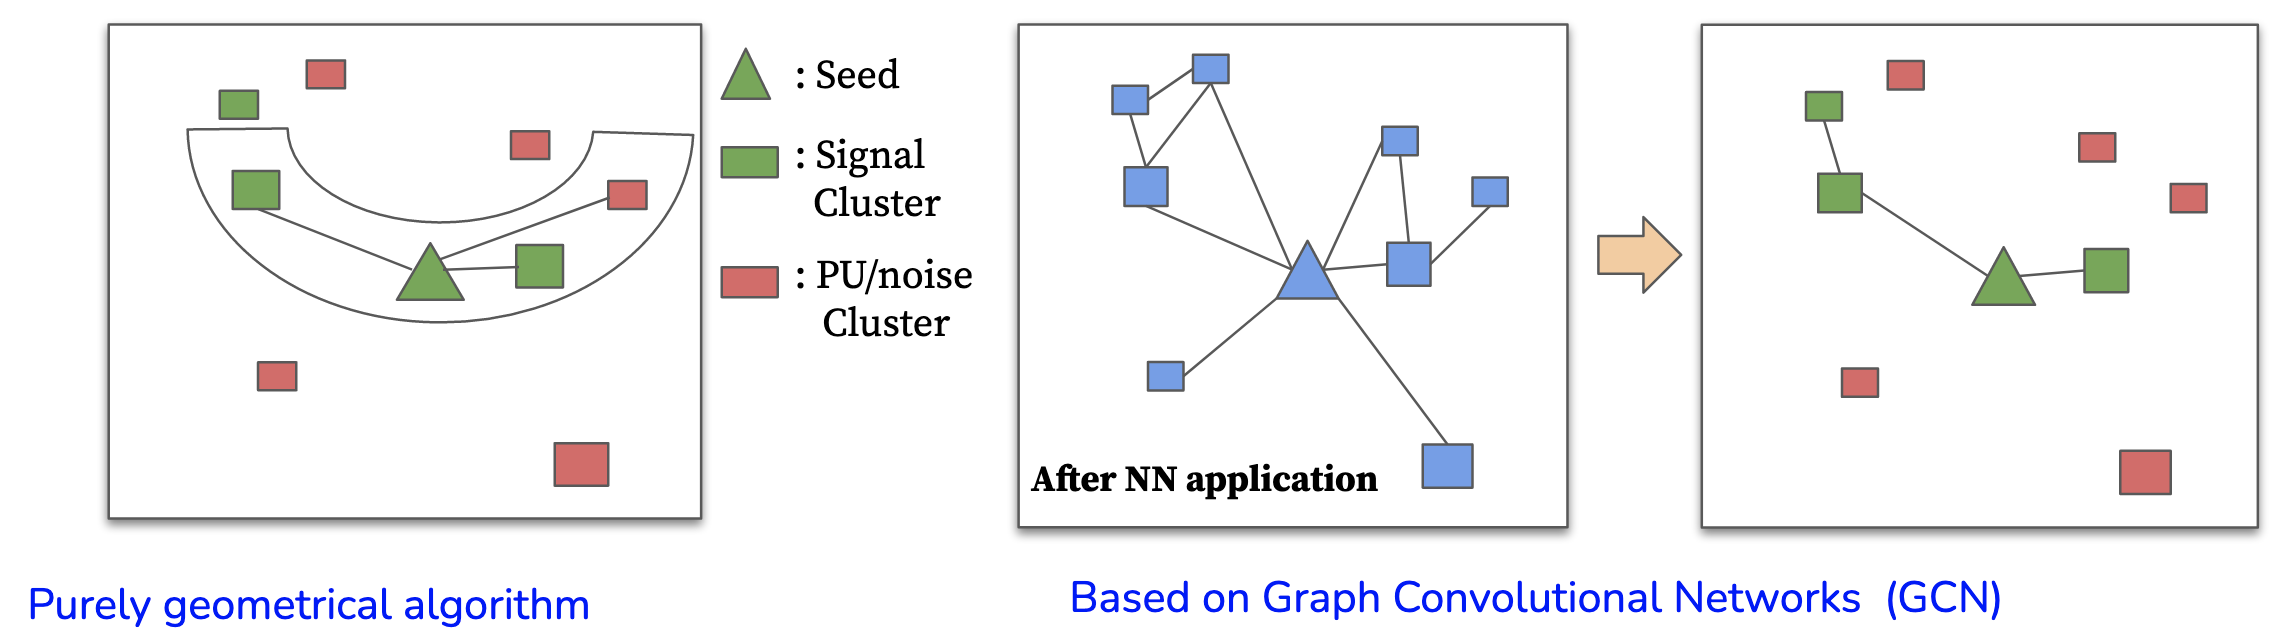 : Seed
: Signal
Cluster
: PU/noise
Cluster
After NN application
Purely geometrical algorithm
Based on Graph Convolutional Networks (GCN)